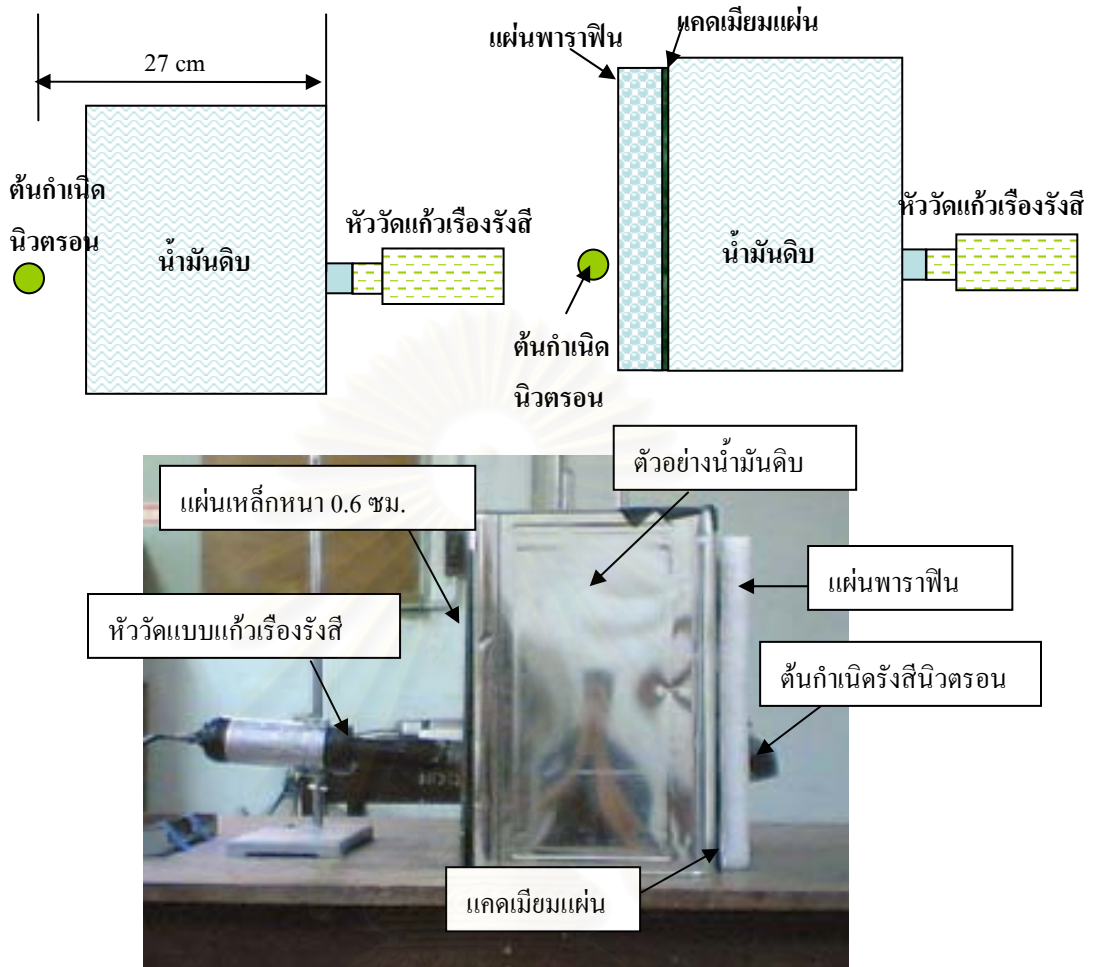 27 cm
ต้นกำเนิด
นิวตรอน
น้ำมันดิบ
หัววัดแก้วเรืองรังสี
แผ่นพาราฟิน
แคดเมียมแผ่น
น้ำมันดิบ
หัววัดแก้วเรืองรังสี
ต้นกำเนิด
นิวตรอน
ตัวอย่างน้ำมันดิบ
แผ่นเหล็กหนา 0.6 ซม.
แผ่นพาราฟิน
หัววัดแบบแก้วเรืองรังสี
ต้นกำเนิดรังสีนิวตรอน
แคดเมียมแผ่น